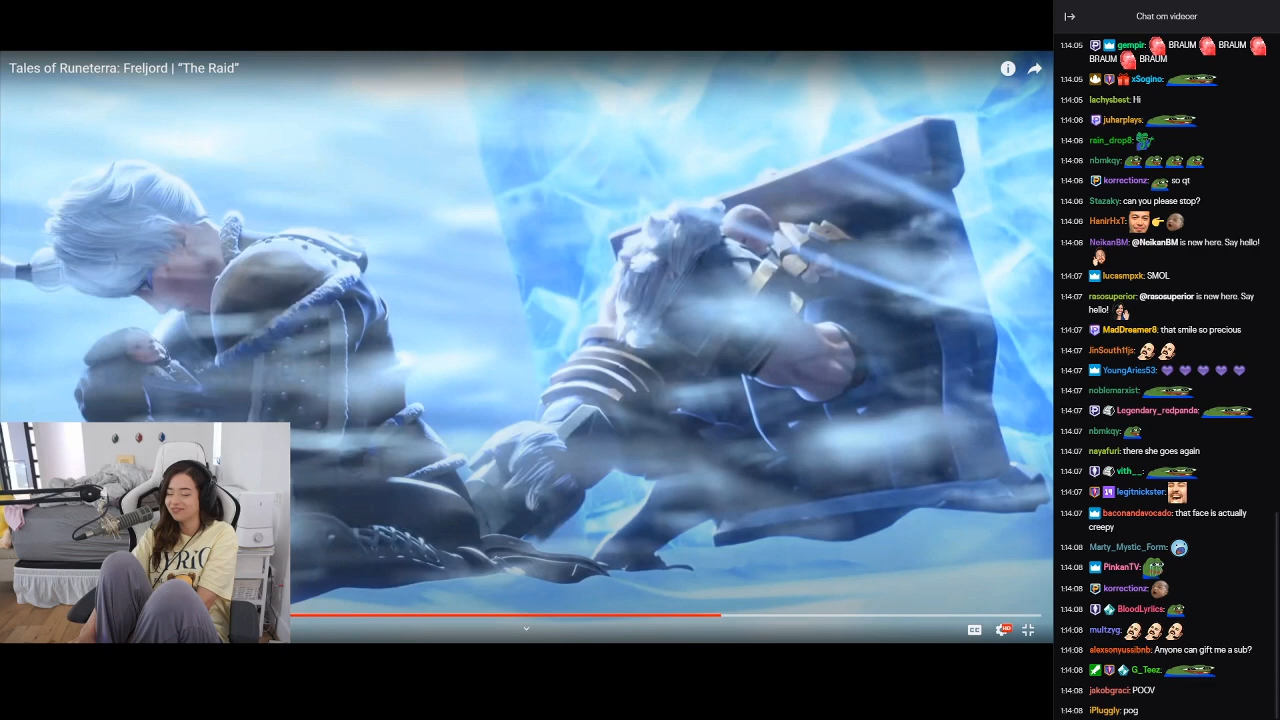 Tales of Runeterra: Freljord | “The Raid”
CC
HD
YRIC
Chat om videoer
1:14:05 gempir: BRAUM BRAUM
BRAUM BRAUM
1:14:05 xSogino:
1:14:05 lachysbest: Hi
1:14:06 juharplays:
1:14:06 rain_drop8:
1:14:06 nbmkqy:
1:14:06 korrectionz: so qt
1:14:06 Stazaky: can you please stop?
1:14:06 HanirHxT:
1:14:06 NeikanBM: @NeikanBM is new here. Say hello!
1:14:07 lucasmpxk: SMOL
1:14:07 rasosuperior: @rasosuperior is new here. Say
hello!
1:14:07 MadDreamer8: that smile so precious
1:14:07 JinSouth11js:
1:14:07 YoungAries53:
1:14:07 noblemarxist:
1:14:07 Legendary_redpanda:
1:14:07 nbmkqy:
1:14:07 nayafuri: there she goes again
1:14:07 vith__:
1:14:07 legitnickster:
1:14:07 baconandavocado: that face is actually
creepy
1:14:08 Marty_Mystic_Form:
1:14:08 PinkanTV:
1:14:08 korrectionz:
1:14:08 BloodLyriics:
1:14:08 multzyg:
1:14:08 alexsonyussibnb: Anyone can gift me a sub?
1:14:08 G_Teez:
1:14:08 jakobgraci: POOV
1:14:08 iPluggly: pog